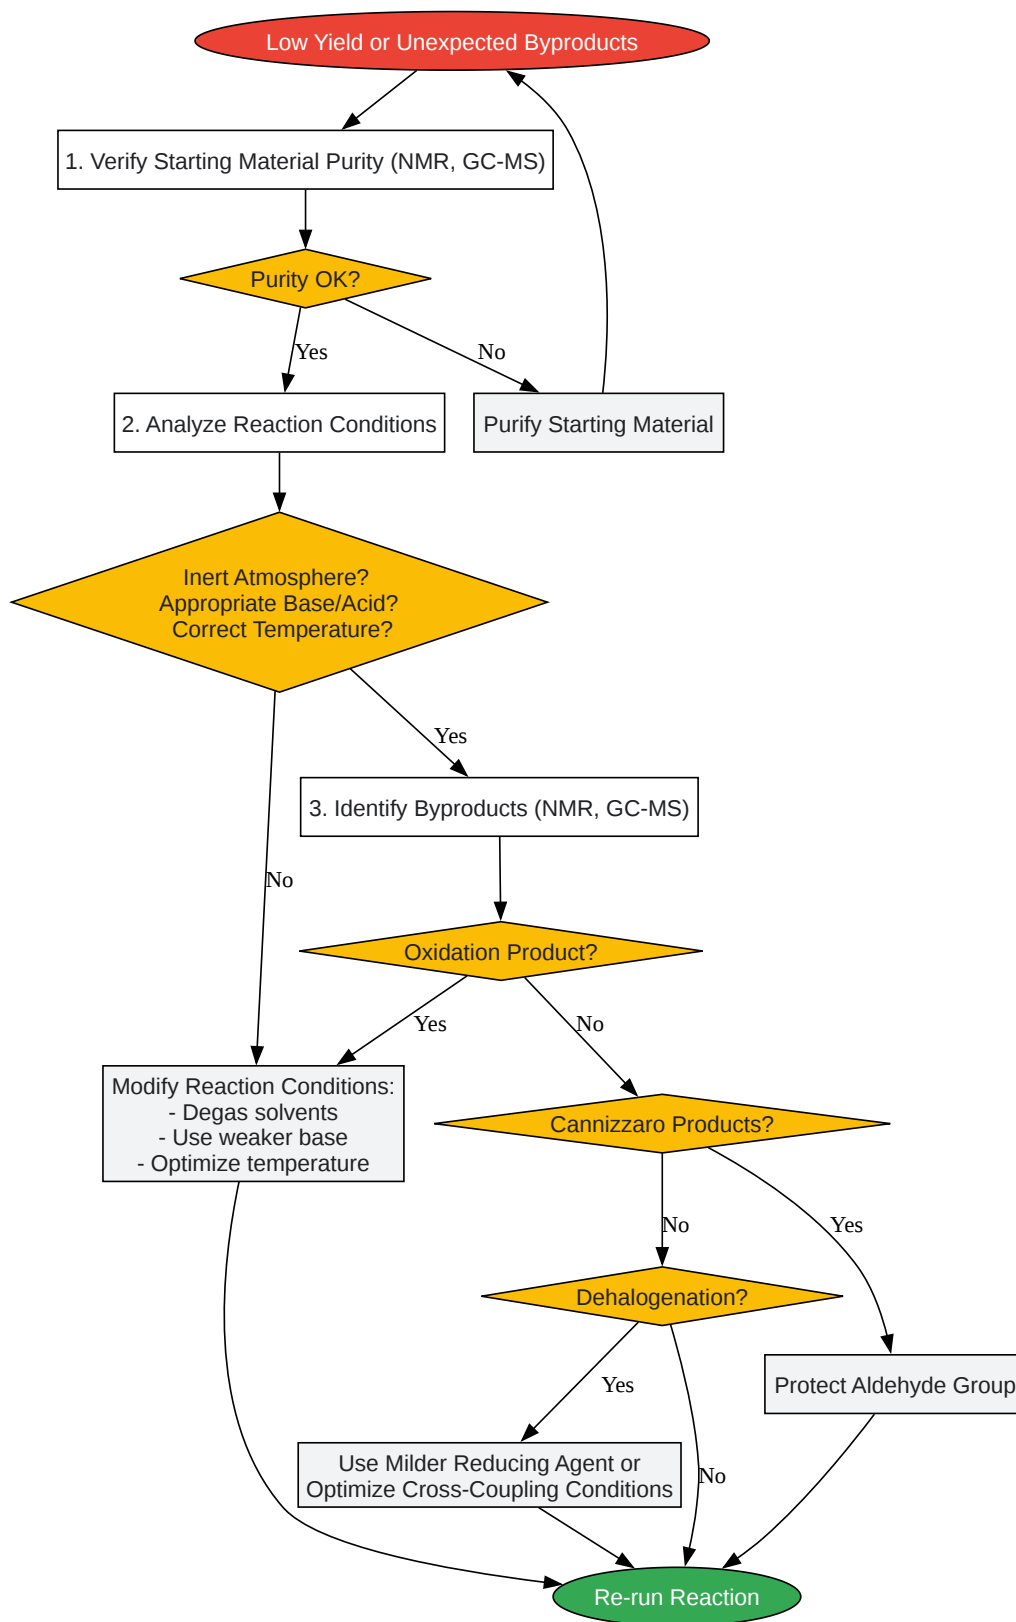 Low Yield or Unexpected Byproducts
1. Verify Starting Material Purity (NMR, GC-MS)
Purity OK?
Yes
No
2. Analyze Reaction Conditions
Purify Starting Material
Inert Atmosphere?
Appropriate Base/Acid?
Correct Temperature?
Yes
3. Identify Byproducts (NMR, GC-MS)
No
Oxidation Product?
Yes
No
Modify Reaction Conditions:
- Degas solvents
- Use weaker base
- Optimize temperature
Cannizzaro Products?
No
Yes
Dehalogenation?
Yes
Protect Aldehyde Group
Use Milder Reducing Agent or
Optimize Cross-Coupling Conditions
No
Re-run Reaction